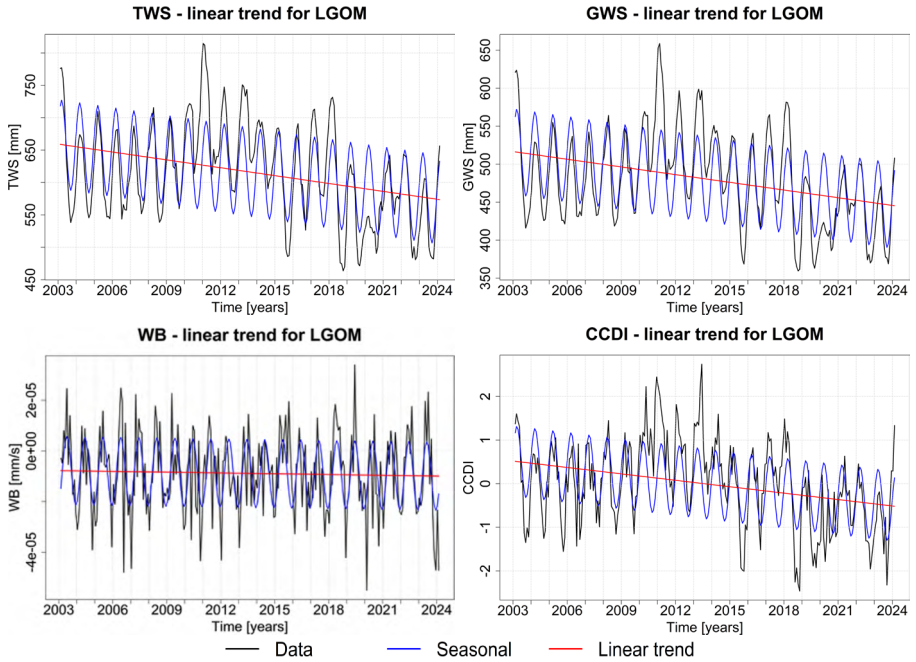 TWS - linear trend for LGOM
TWS [mm]
750
650
550
450
2003 2006 2009 2012 2015 2018 2021 2024
Time [years]
GWS - linear trend for LGOM
GWS [mm]
650
600
550
500
450
400
350
2003 2006 2009 2012 2015 2018 2021 2024
Time [years]
WB - linear trend for LGOM
WB [mm/s]
2e-05
0e+00
-4e-05
2003 2006 2009 2012 2015 2018 2021 2024
Time [years]
CCDI - linear trend for LGOM
CCDI
2
1
0
-1
-2
2003 2006 2009 2012 2015 2018 2021 2024
Time [years]
Data Seasonal Linear trend